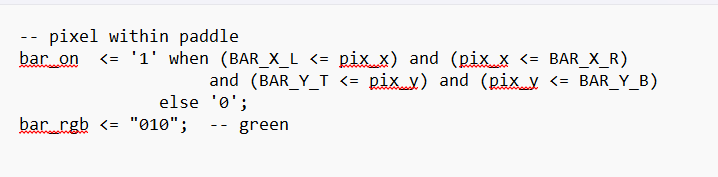 -- pixel within paddle
bar_on  <= '1' when (BAR_X_L <= pix_x) and (pix_x <= BAR_X_R)
                   and (BAR_Y_T <= pix_y) and (pix_y <= BAR_Y_B)
              else '0';
bar_rgb <= "010";  -- green